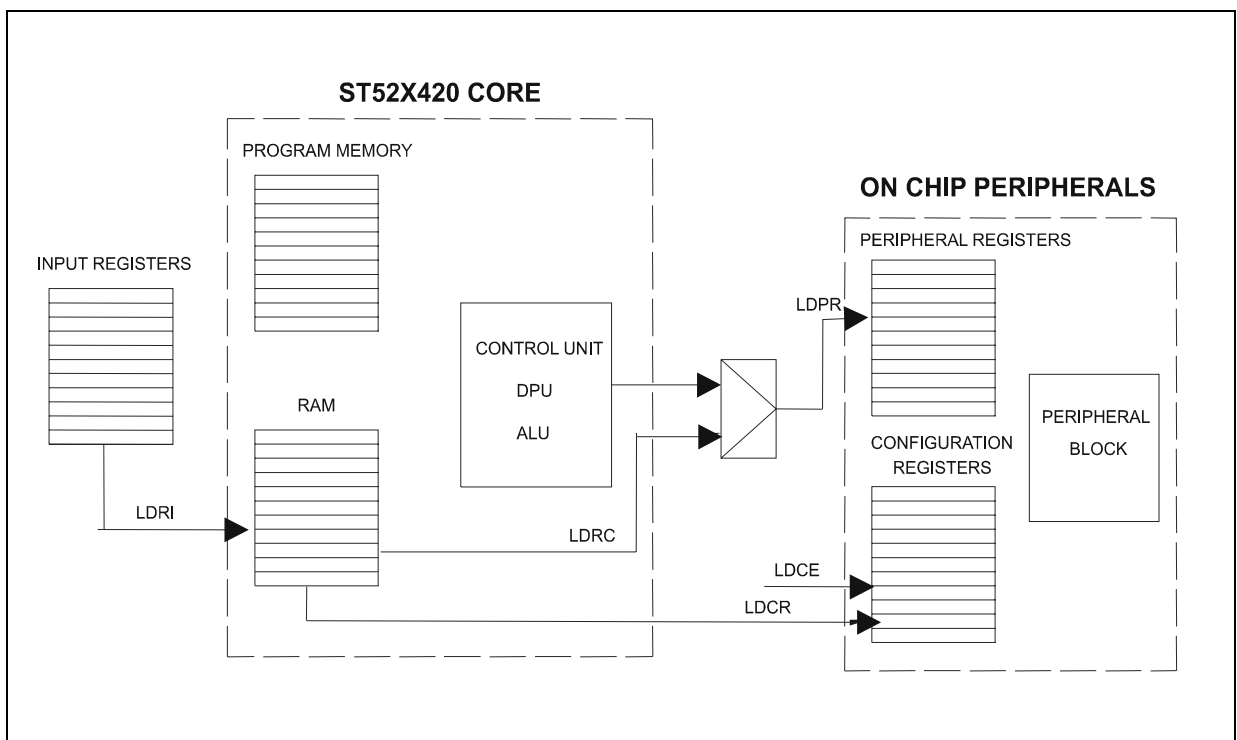 ST52X420 CORE
PROGRAM MEMORY
ON CHIP PERIPHERALS
PERIPHERAL REGISTERS
INPUT REGISTERS
LDPR
CONTROL UNIT
DPU
ALU
RAM
PERIPHERAL
BLOCK
CONFIGURATION
REGISTERS
LDRI
LDRC
LDCE
LDCR